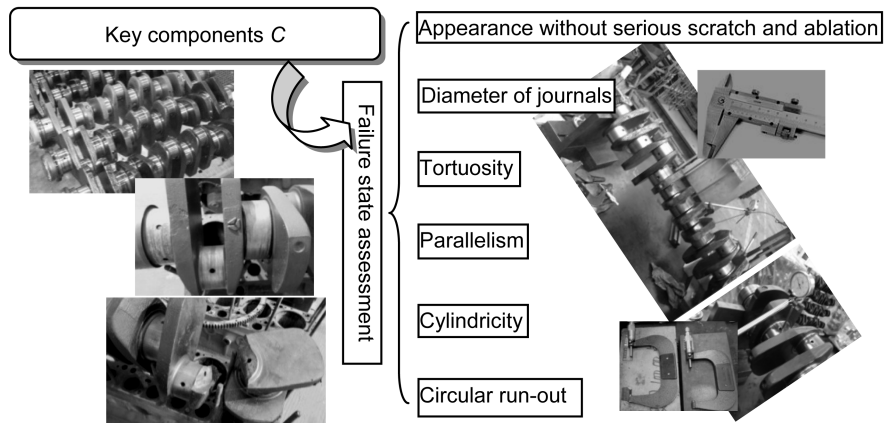 Key components C
Failure state assessment
Appearance without serious scratch and ablation
Diameter of journals
Tortuosity
Parallelism
Cylindricity
Circular run-out